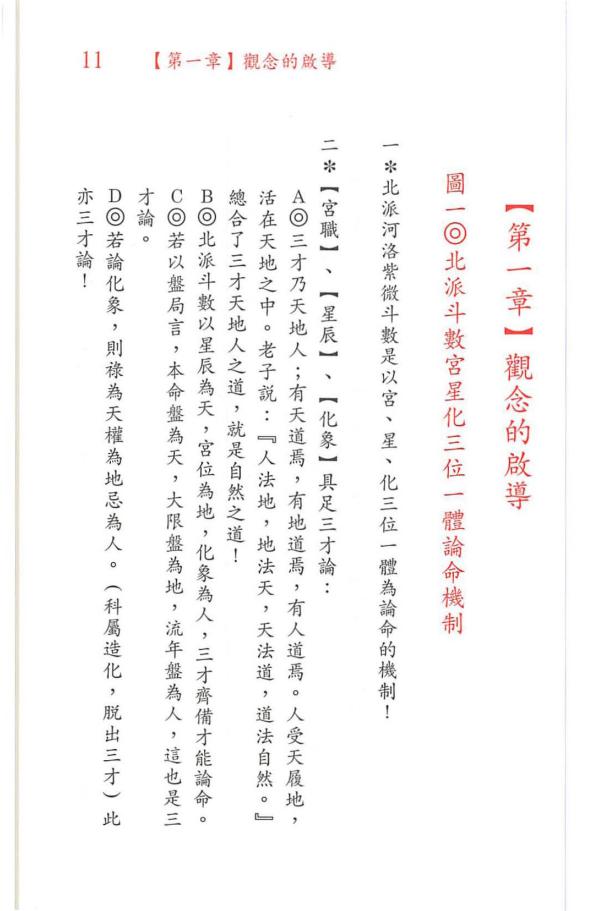 11 【第一章】觀念的啟導
【第一章】觀念的啟導
圖一◎北派斗數宮星化三位一體論命機制
一＊北派河洛紫微斗數是以宮、星、化三位一體為論命的機制！
二＊【宮職】、【星辰】、【化象】具足三才論：
A◎三才乃天地人；有天道焉，有地道焉，有人道焉。人受天履地，
活在天地之中。老子説：『人法地，地法天，天法道，道法自然。』
總合了三才天地人之道，就是自然之道！
B◎北派斗數以星辰為天，宮位為地，化象為人，三才齊備才能論命。
C◎若以盤局言，本命盤為天，大限盤為地，流年盤為人，這也是三
才論。
D◎若論化象，則祿為天權為地忌為人。（科屬造化，脱出三才）此
亦三才論！